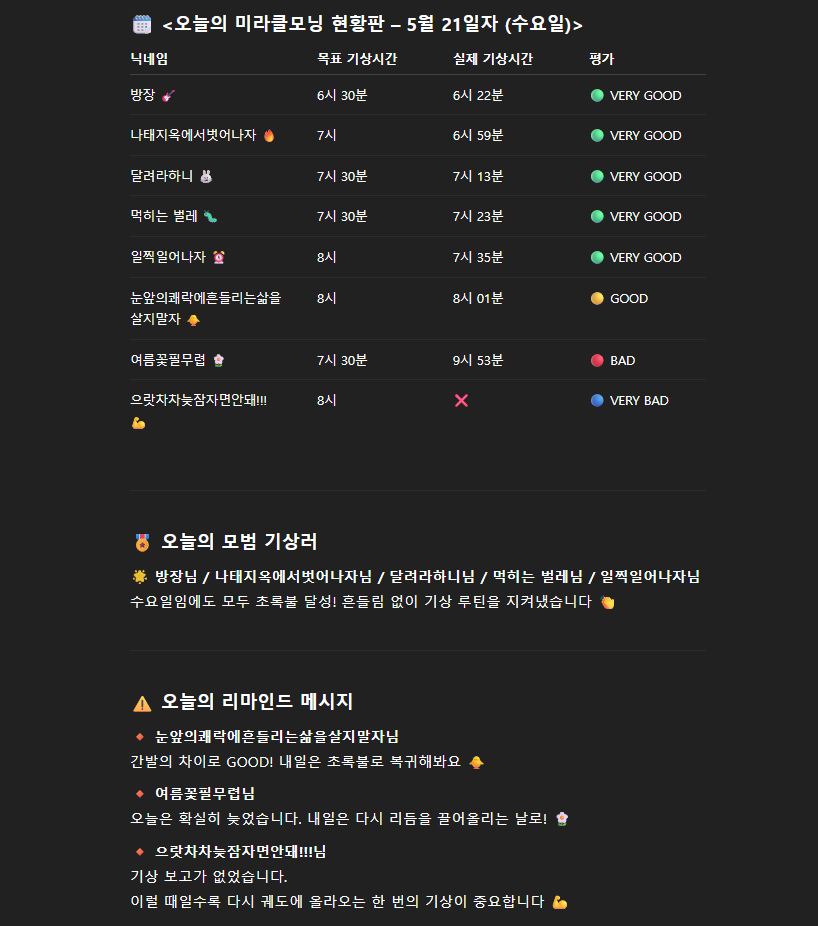 🗓️ <오늘의 미라클모닝 현황판 – 5월 21일자 (수요일)>
닉네임 목표 기상시간 실제 기상시간 평가
방장 🎸 6시 30분 6시 22분 🟢 VERY GOOD
나태지옥에서벗어나자 🔥 7시 6시 59분 🟢 VERY GOOD
달려라하니 🐰 7시 30분 7시 13분 🟢 VERY GOOD
먹히는 벌레 🐛 7시 30분 7시 23분 🟢 VERY GOOD
일찍일어나자 ⏰ 8시 7시 35분 🟢 VERY GOOD
눈앞의쾌락에흔들리는삶을 8시 8시 01분 🟡 GOOD
살지말자 🐥
여름꽃필무렵 🌸 7시 30분 9시 53분 🔴 BAD
으랏차차늦잠자면안돼!!! 8시 ❌ 🔵 VERY BAD
💪
🏅 오늘의 모범 기상러
🌟 방장님 / 나태지옥에서벗어나자님 / 달려라하니님 / 먹히는 벌레님 / 일찍일어나자님
수요일임에도 모두 초록불 달성! 흔들림 없이 기상 루틴을 지켜냈습니다 👏
⚠️ 오늘의 리마인드 메시지
🔸 눈앞의쾌락에흔들리는삶을살지말자님
간발의 차이로 GOOD! 내일은 초록불로 복귀해봐요 🐥
🔸 여름꽃필무렵님
오늘은 확실히 늦었습니다. 내일은 다시 리듬을 끌어올리는 날로! 🌸
🔸 으랏차차늦잠자면안돼!!!님
기상 보고가 없었습니다.
이럴 때일수록 다시 궤도에 올라오는 한 번의 기상이 중요합니다 💪